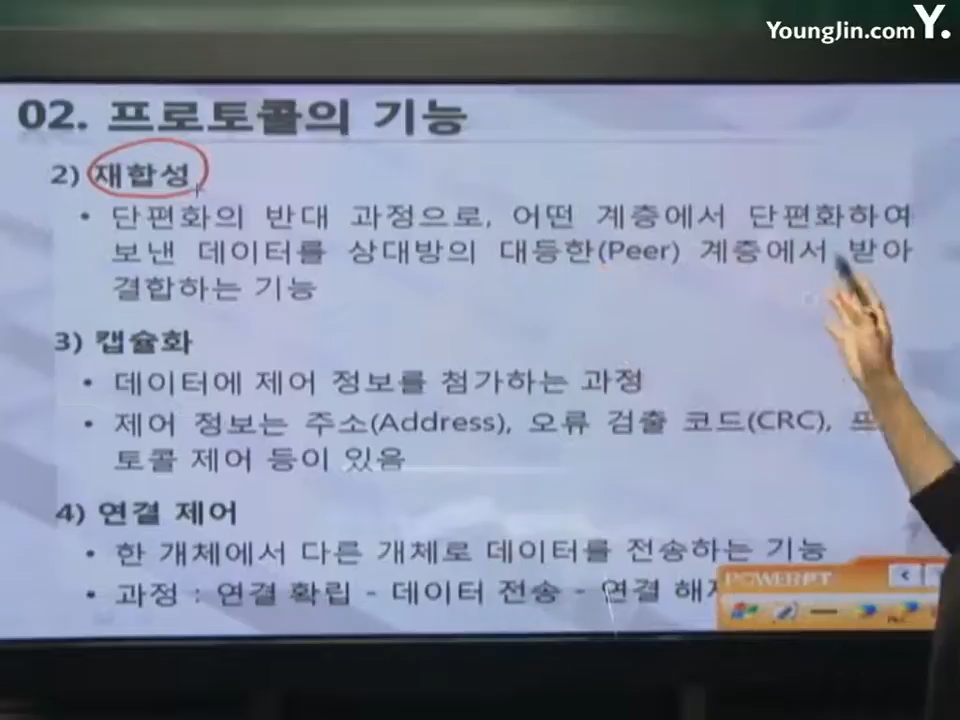 YoungJin.com Y.
02. 프로토콜의 기능
2) 재합성
• 단편화의 반대 과정으로, 어떤 계층에서 단편화하여
보낸 데이터를 상대방의 대등한(Peer) 계층에서 받아
결합하는 기능
3) 캡슐화
• 데이터에 제어 정보를 첨가하는 과정
• 제어 정보는 주소(Address), 오류 검출 코드(CRC), 프
토콜 제어 등이 있음
4) 연결 제어
• 한 개체에서 다른 개체로 데이터를 전송하는 기능
• 과정 : 연결 확립 - 데이터 전송 - 연결 해
POWERPT